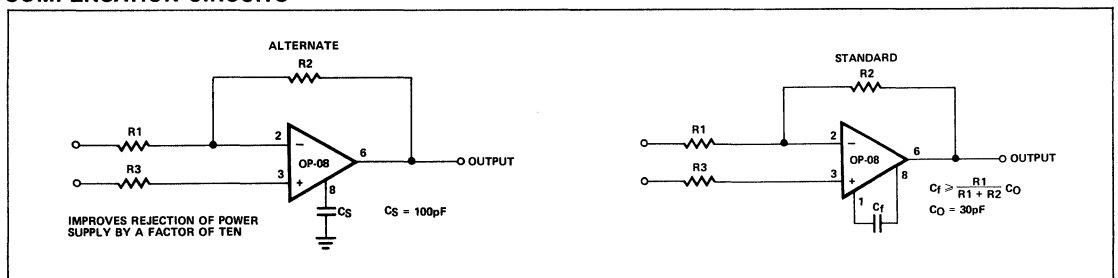 ALTERNATE
R2
R1
2
−
OP-08
6
OUTPUT
R3
3
+
8
CS
CS = 100pF
IMPROVES REJECTION OF POWER
SUPPLY BY A FACTOR OF TEN
STANDARD
R2
R1
2
−
OP-08
6
OUTPUT
R3
3
+
8
1
Cf
Cf ⩾ R1 / R1 + R2 CO
CO = 30pF